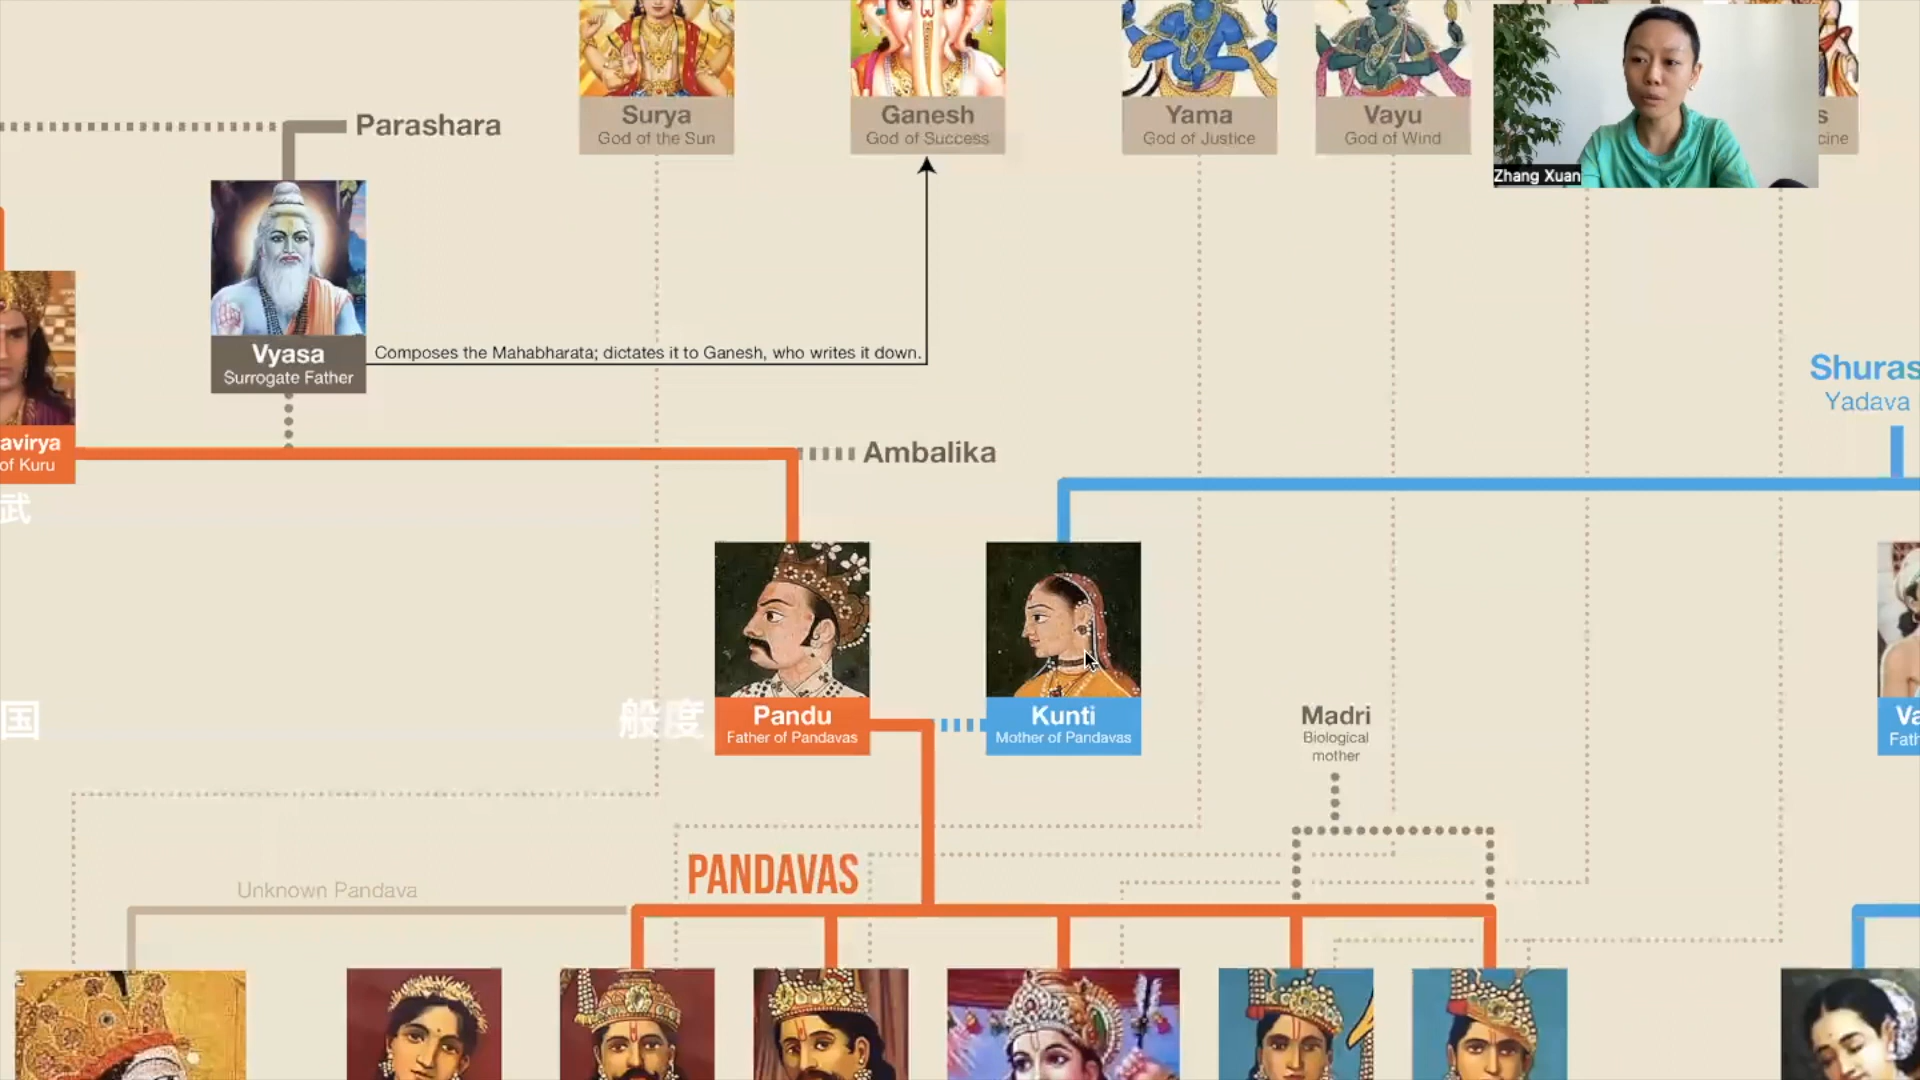 Surya
God of the Sun
Ganesh
God of Success
Yama
God of Justice
Vayu
God of Wind
s
cine
Zhang Xuan
Parashara
Vyasa
Surrogate Father
Composes the Mahabharata; dictates it to Ganesh, who writes it down.
Shuras
Yadava
avirya
of Kuru
Ambalika
武
国
般度
Pandu
Father of Pandavas
Kunti
Mother of Pandavas
Madri
Biological
mother
Va
Fath
PANDAVAS
Unknown Pandava